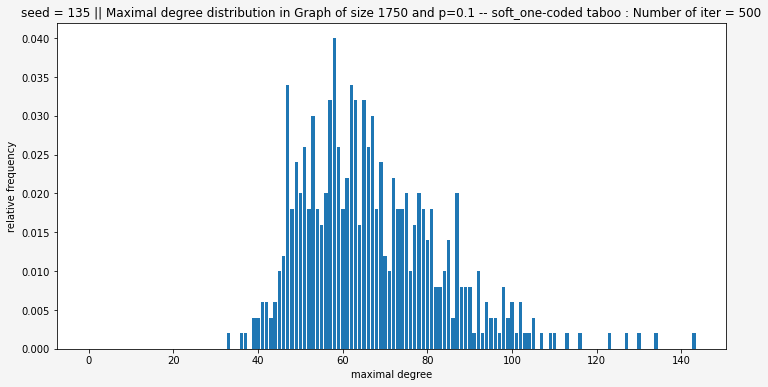 seed = 135 || Maximal degree distribution in Graph of size 1750 and p=0.1 -- soft_one-coded taboo : Number of iter = 500
relative frequency
0.040
0.035
0.030
0.025
0.020
0.015
0.010
0.005
0.000
0 20 40 60 80 100 120 140
maximal degree